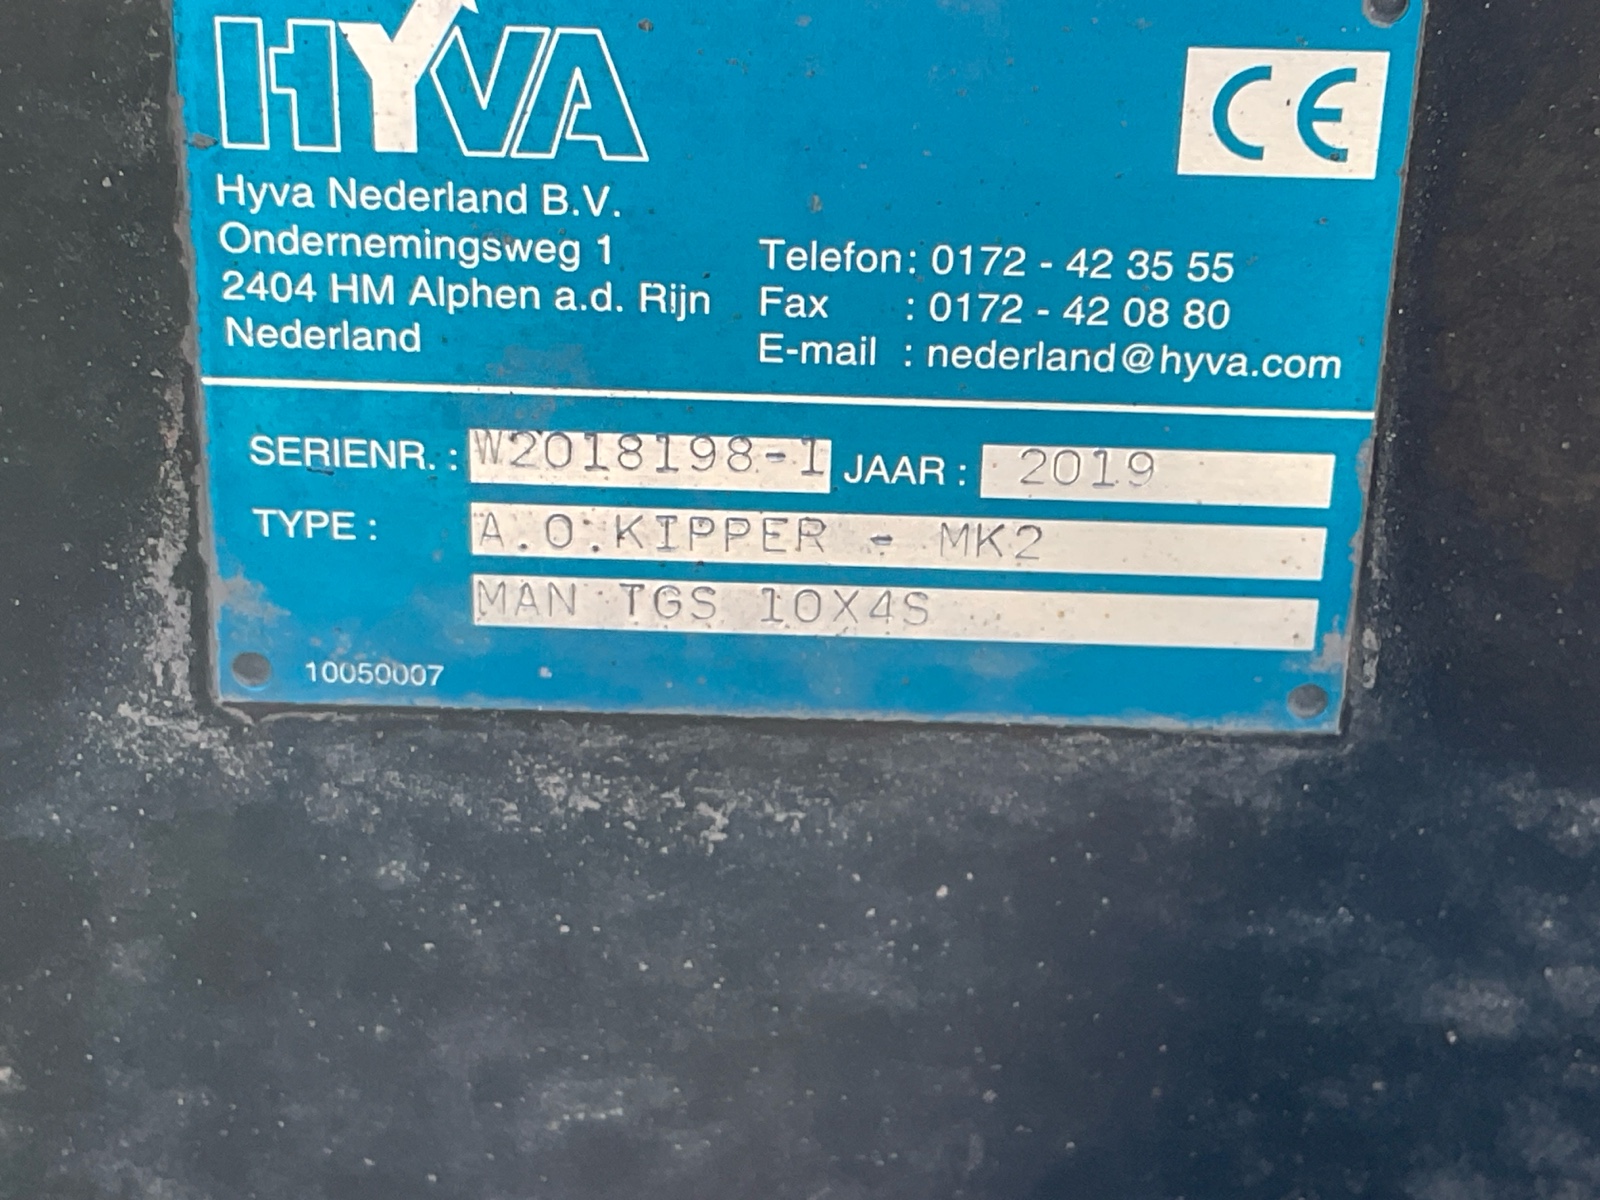 HYVA
CE
Hyva Nederland B.V.
Ondernemingsweg 1
2404 HM Alphen a.d. Rijn
Nederland
Telefon: 0172 - 42 35 55
Fax : 0172 - 42 08 80
E-mail : nederland@hyva.com
SERIENR. : W2018198-1 JAAR : 2019
TYPE : A.O.KIPPER - MK2
MAN TGS 10X4S
10050007